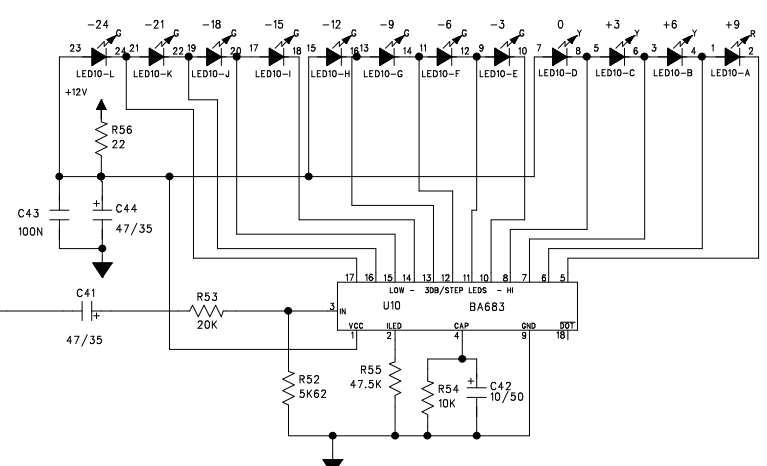 -24 -21 -18 -15 -12 -9 -6 -3 0 +3 +6 +9
G G G G G G G G Y Y Y R
23 24 21 22 19 20 17 18 15 16 13 14 11 12 9 10 7 8 5 6 3 4 1 2
LED10-L LED10-K LED10-J LED10-I LED10-H LED10-G LED10-F LED10-E LED10-D LED10-C LED10-B LED10-A
+12V
R56
22
C43
100N
+
C44
47/35
17 16 15 14 13 12 11 10 8 7 6 5
LOW - 3DB/STEP LEDS - HI
C41
+
47/35
R53
20K
3 IN
U10 BA683
VCC ILED CAP GND DOT
1 2 4 9 18
R52
5K62
R55
47.5K
R54
10K
+
C42
10/50